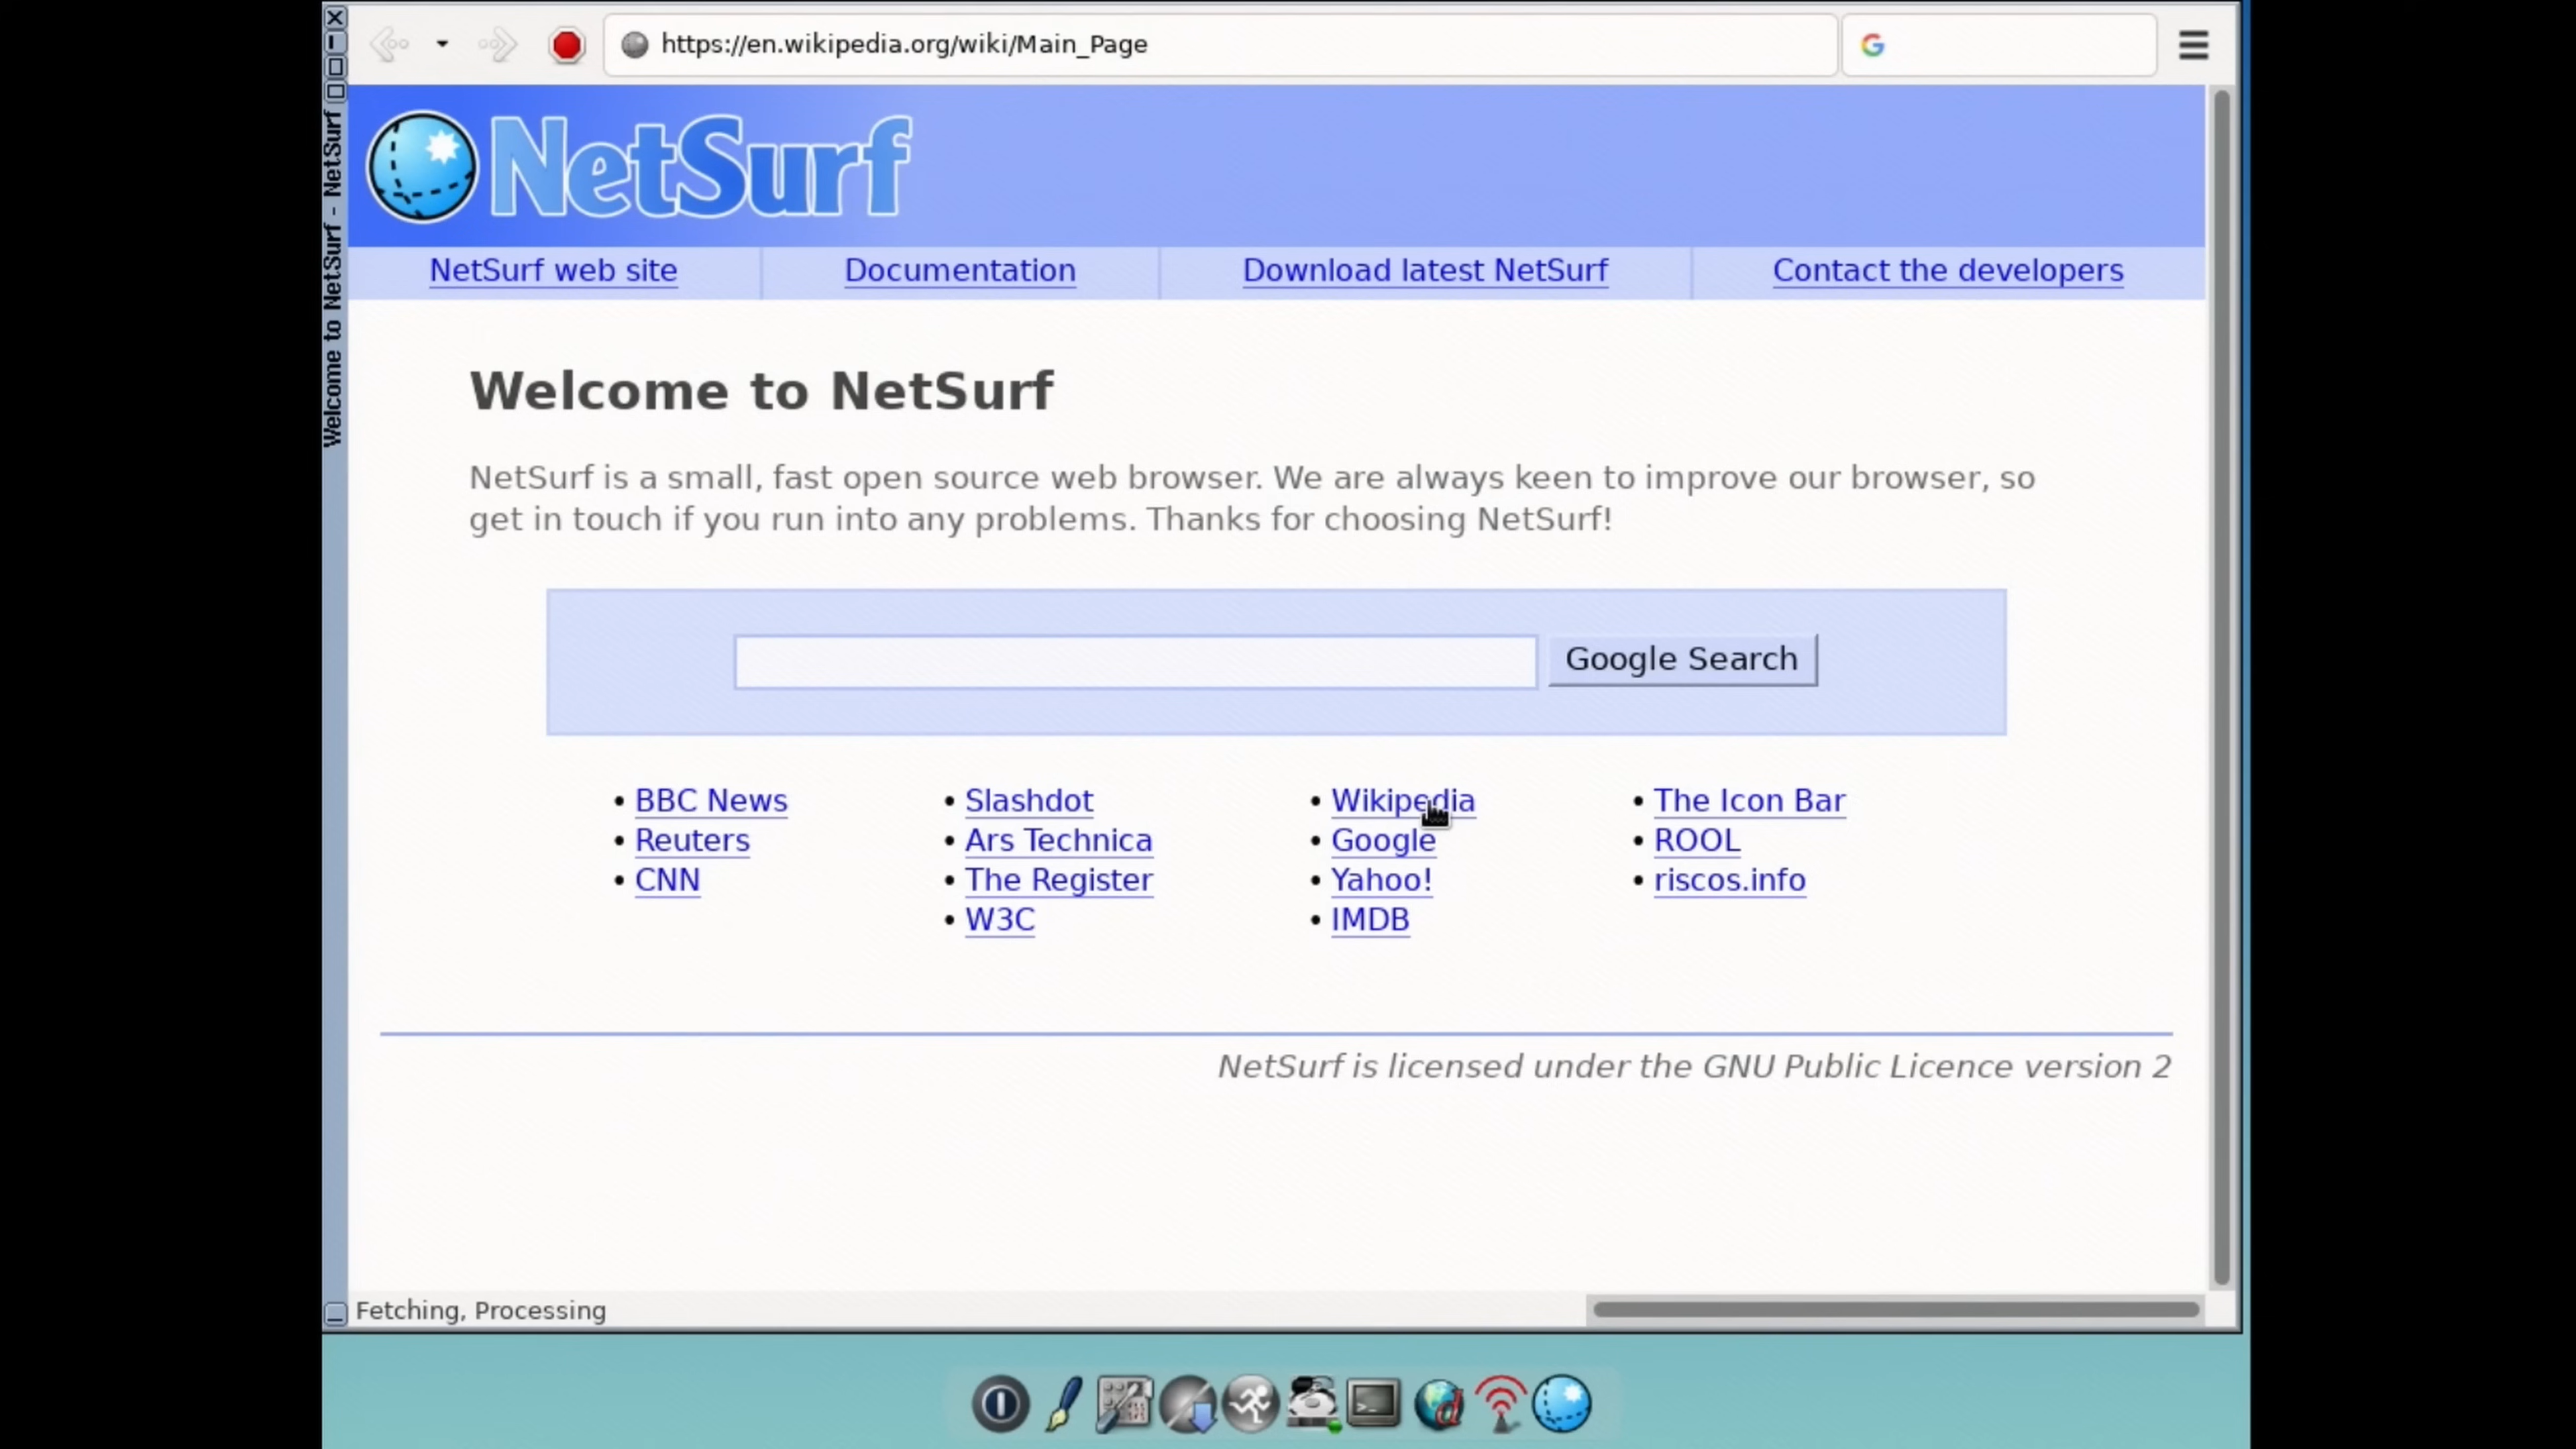 https://en.wikipedia.org/wiki/Main_Page
Welcome to NetSurf - NetSurf
NetSurf
NetSurf web site
Documentation
Download latest NetSurf
Contact the developers
Welcome to NetSurf
NetSurf is a small, fast open source web browser. We are always keen to improve our browser, so
get in touch if you run into any problems. Thanks for choosing NetSurf!
Google Search
• BBC News
• Reuters
• CNN
• Slashdot
• Ars Technica
• The Register
• W3C
• Wikipedia
• Google
• Yahoo!
• IMDB
• The Icon Bar
• ROOL
• riscos.info
NetSurf is licensed under the GNU Public Licence version 2
Fetching, Processing